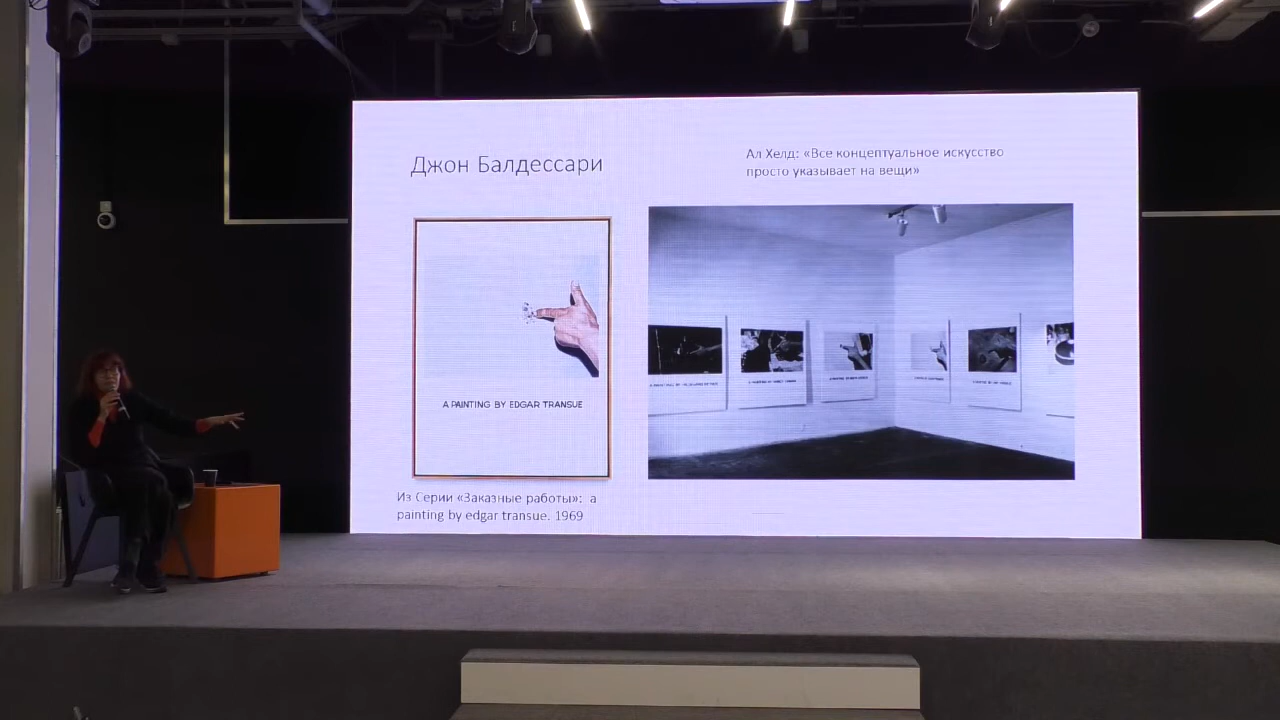 Джон Балдессари
Ал Хелд: «Все концептуальное искусство
просто указывает на вещи»
A PAINTING BY EDGAR TRANSUE
Из Серии «Заказные работы»: a
painting by edgar transue. 1969